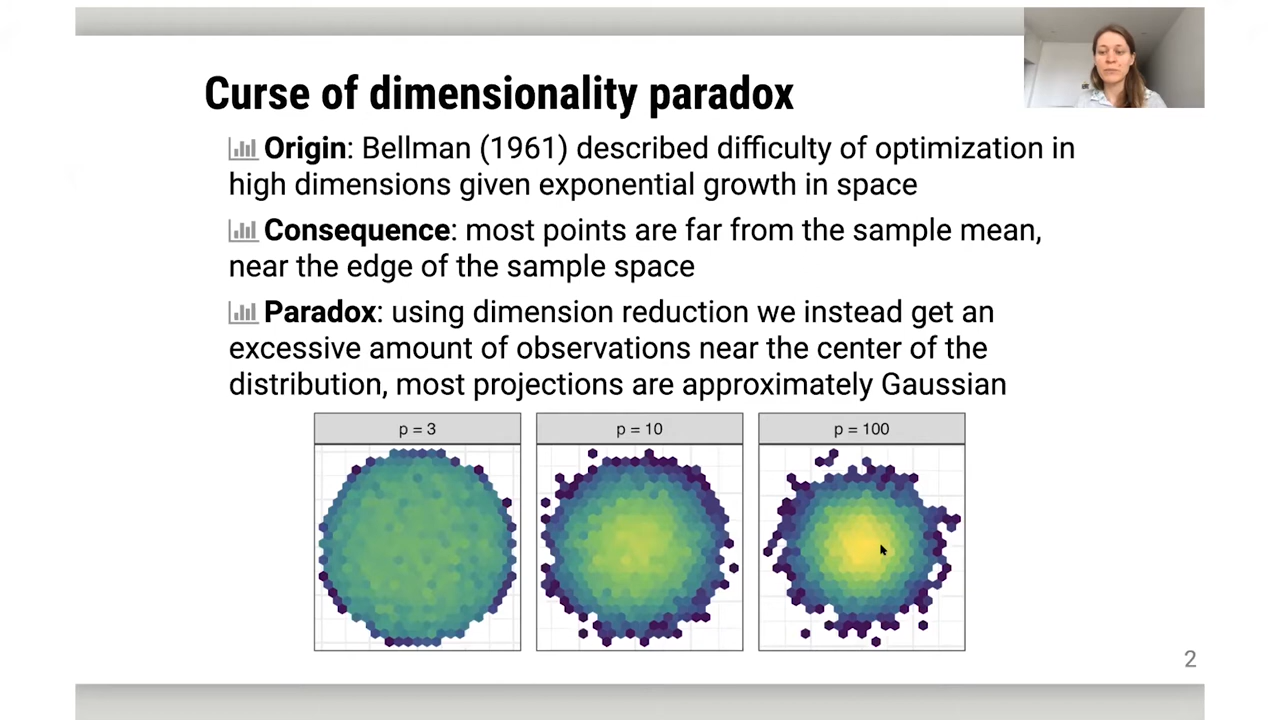 Curse of dimensionality paradox
Origin: Bellman (1961) described difficulty of optimization in
high dimensions given exponential growth in space
Consequence: most points are far from the sample mean,
near the edge of the sample space
Paradox: using dimension reduction we instead get an
excessive amount of observations near the center of the
distribution, most projections are approximately Gaussian
p = 3
p = 10
p = 100
2